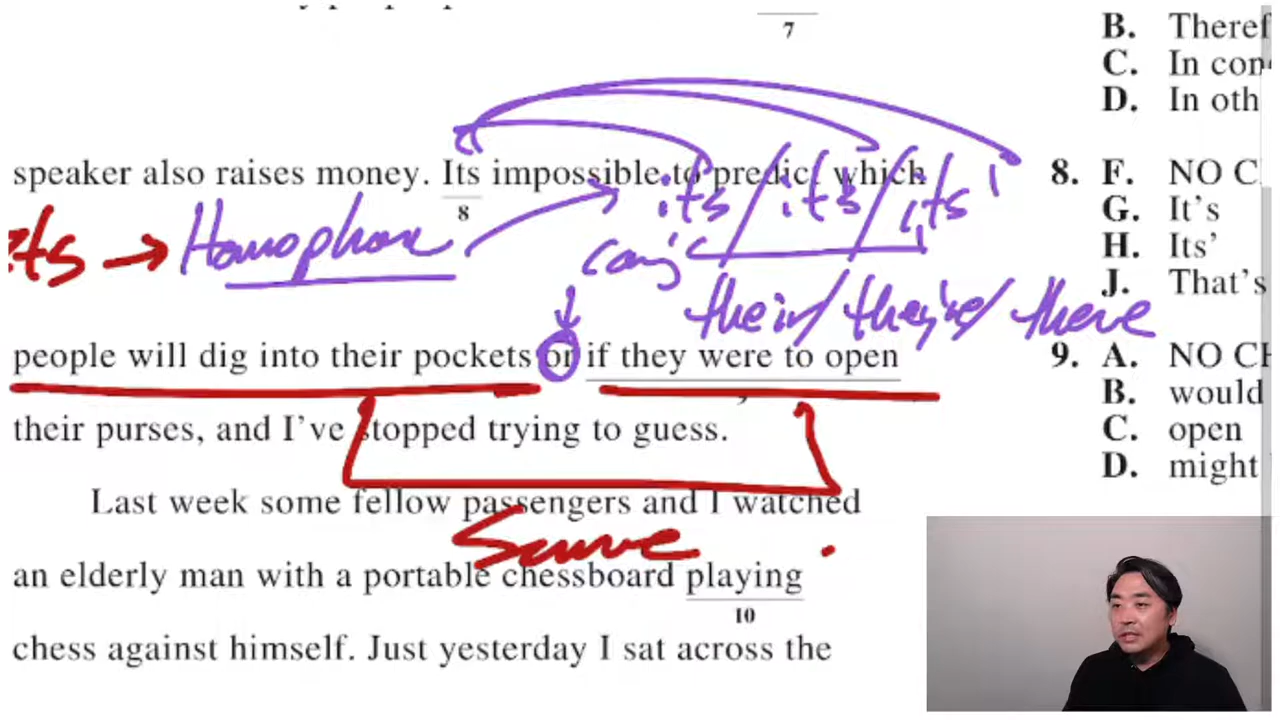 7
B. Theref
C. In con
D. In oth
speaker also raises money. Its impossible to predict which
8
its / its / its'
Homophone
conj
their / they're / there
8. F. NO C
G. It's
H. Its'
J. That's
people will dig into their pockets or if they were to open
9
their purses, and I've stopped trying to guess.
9. A. NO CH
B. would
C. open
D. might
Last week some fellow passengers and I watched
Same
an elderly man with a portable chessboard playing
10
chess against himself. Just yesterday I sat across the